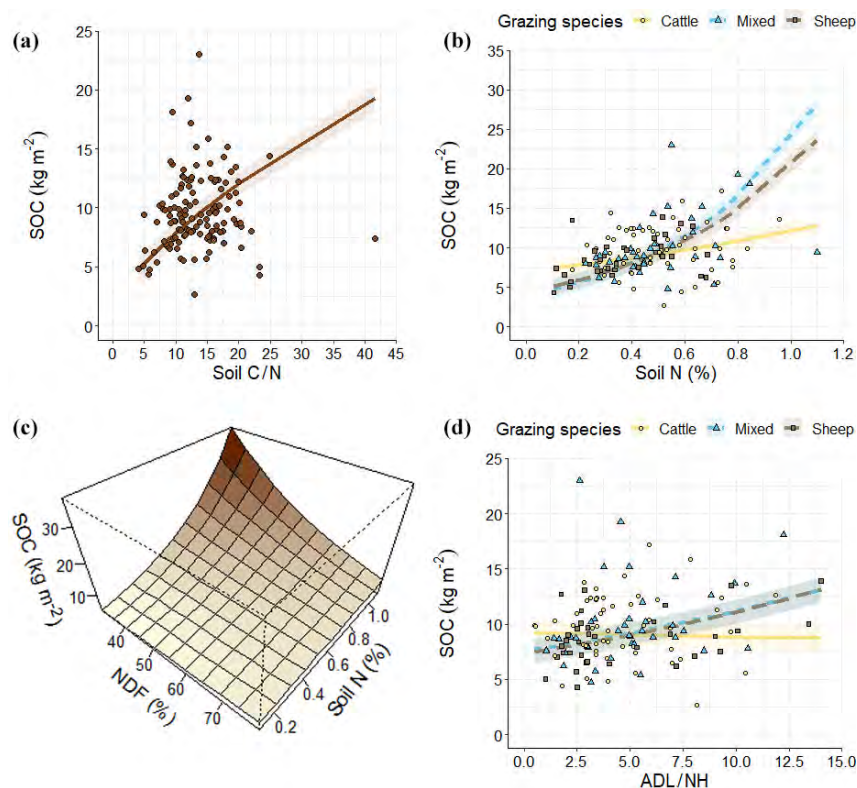 (a)
25
20
15
10
5
0
SOC (kg m-2)
0 5 10 15 20 25 30 35 40 45
Soil C/N
(b)
Grazing species Cattle Mixed Sheep
35
30
25
20
15
10
5
0
SOC (kg m-2)
0.0 0.2 0.4 0.6 0.8 1.0 1.2
Soil N (%)
(c)
SOC (kg m-2)
30
20
10
40
50
60
70
NDF (%)
0.2
0.4
0.6
0.8
1.0
Soil N (%)
(d)
Grazing species Cattle Mixed Sheep
25
20
15
10
5
0
SOC (kg m-2)
0.0 2.5 5.0 7.5 10.0 12.5 15.0
ADL/NH